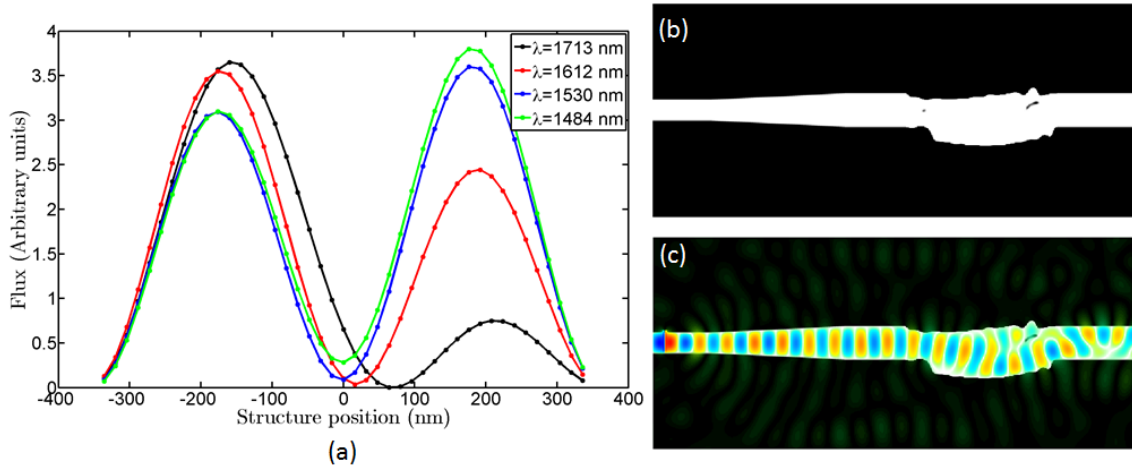 4
3.5
3
2.5
2
1.5
1
0.5
0
Flux (Arbitrary units)
λ=1713 nm
λ=1612 nm
λ=1530 nm
λ=1484 nm
-400 -300 -200 -100 0 100 200 300 400
Structure position (nm)
(a)
(b)
(c)